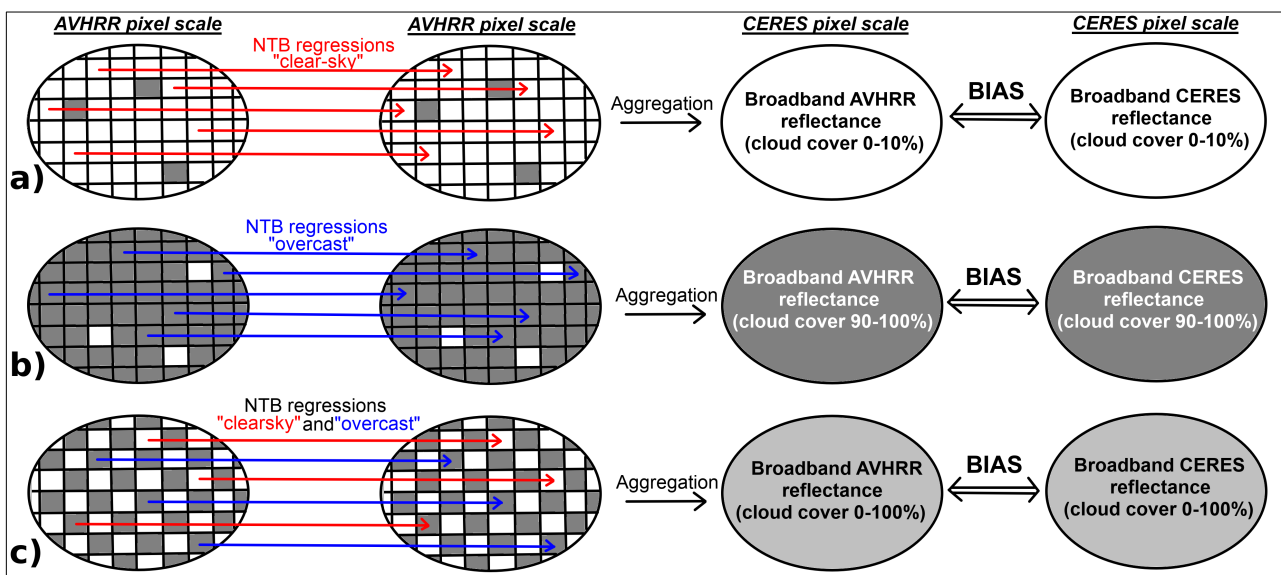 AVHRR pixel scale
AVHRR pixel scale
CERES pixel scale
CERES pixel scale
a)
NTB regressions
"clear-sky"
Aggregation
Broadband AVHRR
reflectance
(cloud cover 0-10%)
BIAS
Broadband CERES
reflectance
(cloud cover 0-10%)
b)
NTB regressions
"overcast"
Aggregation
Broadband AVHRR
reflectance
(cloud cover 90-100%)
BIAS
Broadband CERES
reflectance
(cloud cover 90-100%)
c)
NTB regressions
"clearsky" and "overcast"
Aggregation
Broadband AVHRR
reflectance
(cloud cover 0-100%)
BIAS
Broadband CERES
reflectance
(cloud cover 0-100%)